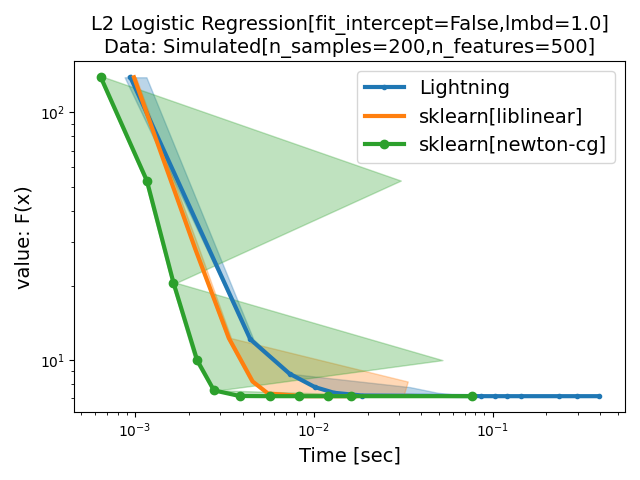 L2 Logistic Regression[fit_intercept=False,lmbd=1.0]
Data: Simulated[n_samples=200,n_features=500]
Lightning
sklearn[liblinear]
sklearn[newton-cg]
value: F(x)
10²
10¹
10⁻³
10⁻²
10⁻¹
Time [sec]